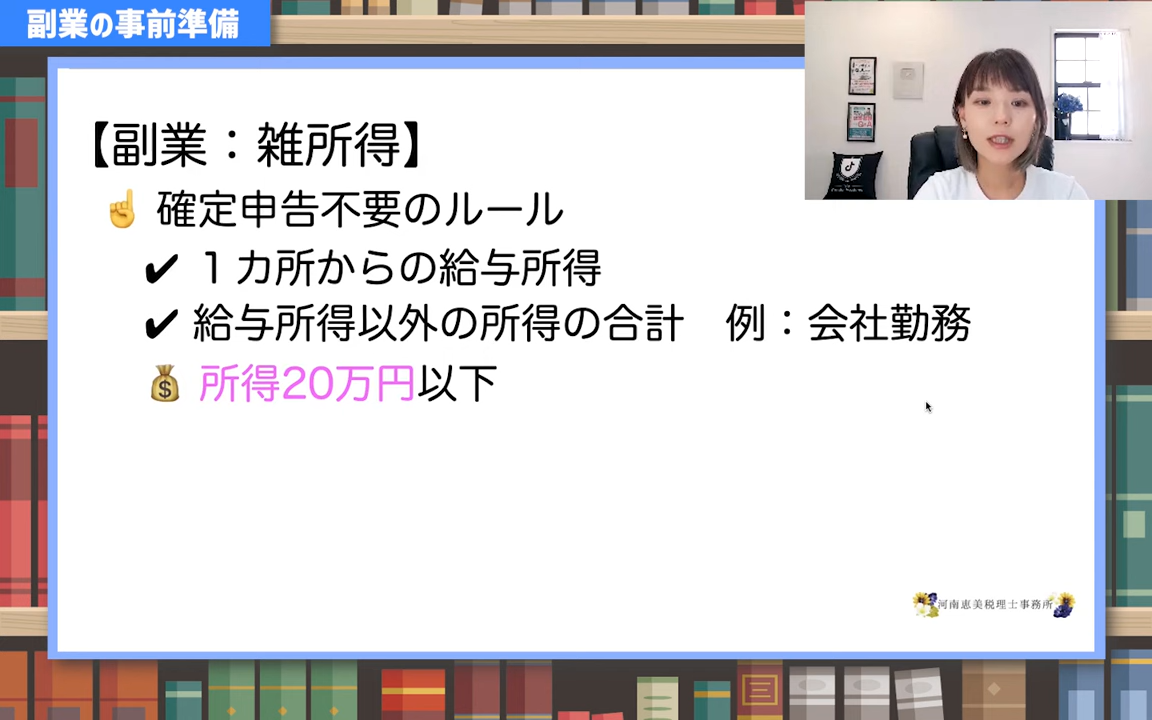 副業の事前準備
【副業：雑所得】
☝ 確定申告不要のルール
✔ １カ所からの給与所得
✔ 給与所得以外の所得の合計　例：会社勤務
💰 所得20万円以下
河南恵美税理士事務所